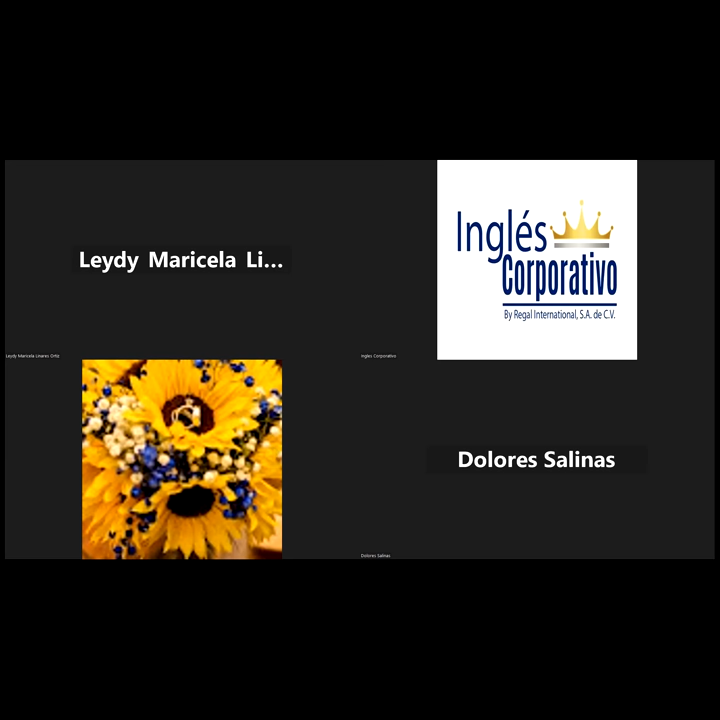 Leydy Maricela Li...
Inglés
Corporativo
By Regal International, S.A. de C.V.
Leydy Maricela Linares Ortiz
Ingles Corporativo
Dolores Salinas
Dolores Salinas